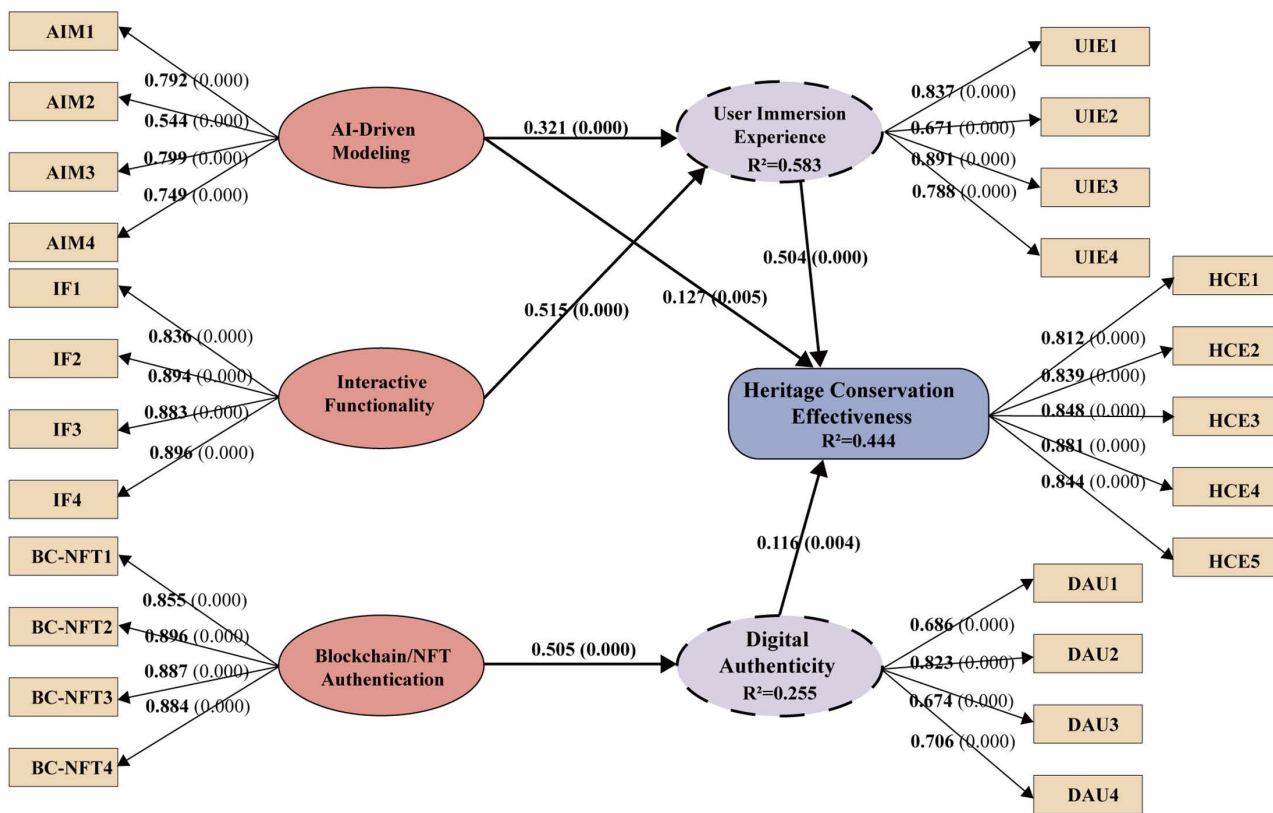 AIM1
AIM2
AIM3
AIM4
0.792 (0.000)
0.544 (0.000)
0.799 (0.000)
0.749 (0.000)
AI-Driven
Modeling
IF1
IF2
IF3
IF4
0.836 (0.000)
0.894 (0.000)
0.883 (0.000)
0.896 (0.000)
Interactive
Functionality
BC-NFT1
BC-NFT2
BC-NFT3
BC-NFT4
0.855 (0.000)
0.896 (0.000)
0.887 (0.000)
0.884 (0.000)
Blockchain/NFT
Authentication
0.321 (0.000)
0.127 (0.005)
0.515 (0.000)
0.504 (0.000)
0.116 (0.004)
0.505 (0.000)
User Immersion
Experience
R²=0.583
0.837 (0.000)
0.671 (0.000)
0.891 (0.000)
0.788 (0.000)
UIE1
UIE2
UIE3
UIE4
Heritage Conservation
Effectiveness
R²=0.444
0.812 (0.000)
0.839 (0.000)
0.848 (0.000)
0.881 (0.000)
0.844 (0.000)
HCE1
HCE2
HCE3
HCE4
HCE5
Digital
Authenticity
R²=0.255
0.686 (0.000)
0.823 (0.000)
0.674 (0.000)
0.706 (0.000)
DAU1
DAU2
DAU3
DAU4